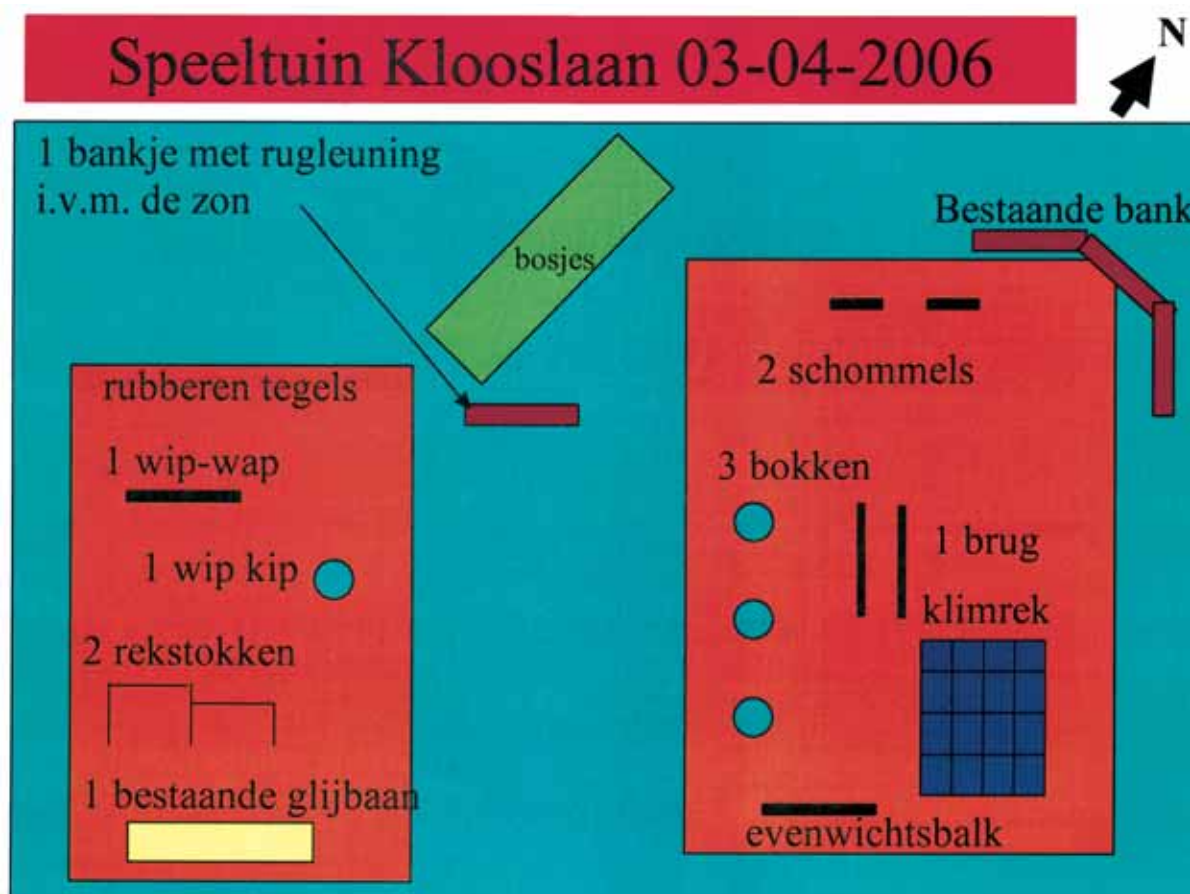 Speeltuin Klooslaan 03-04-2006
N
1 bankje met rugleuning
i.v.m. de zon
bosjes
Bestaande bank
rubberen tegels
1 wip-wap
1 wip kip
2 rekstokken
1 bestaande glijbaan
2 schommels
3 bokken
1 brug
klimrek
evenwichtsbalk